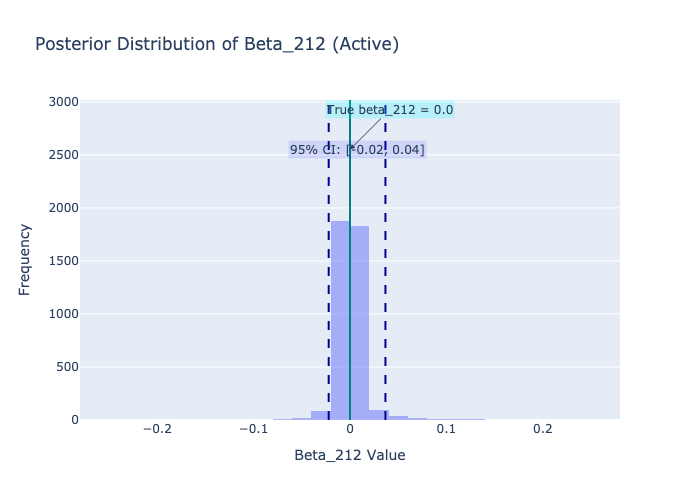 Posterior Distribution of Beta_212 (Active)
3000
True beta_212 = 0.0
2500
95% CI: [-0.02, 0.04]
2000
1500
1000
500
0
Frequency
−0.2
−0.1
0
0.1
0.2
Beta_212 Value